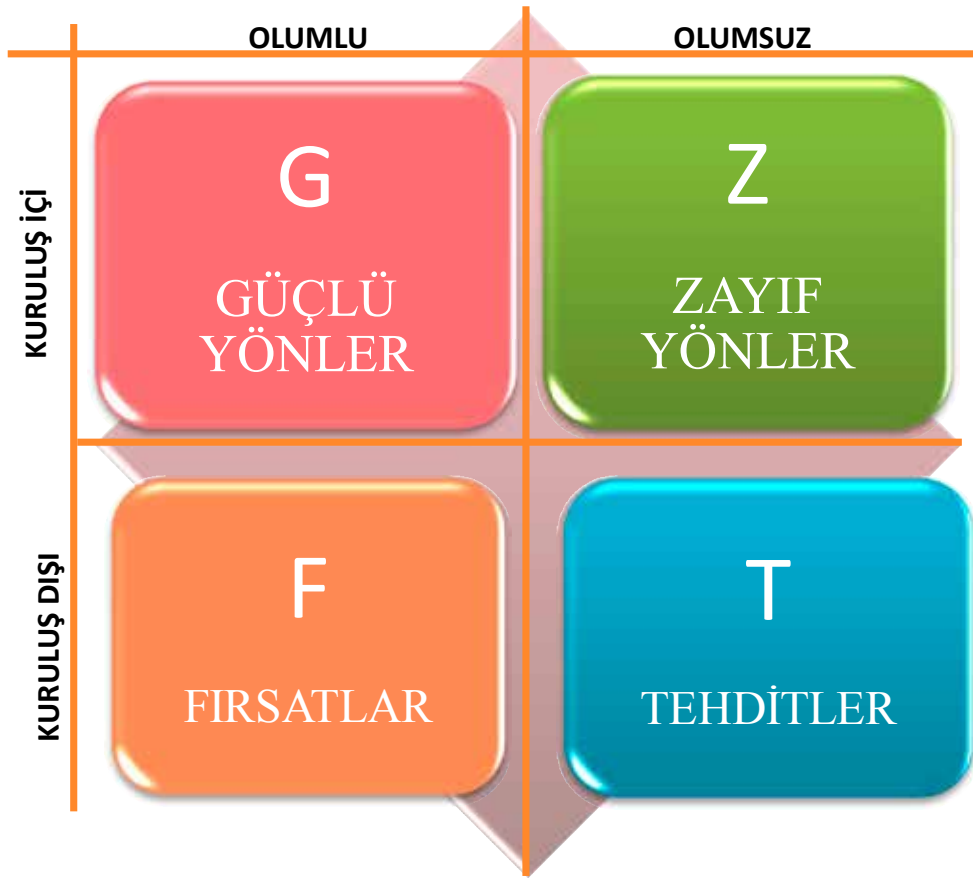 OLUMLU
OLUMSUZ
KURULUŞ İÇİ
G
GÜÇLÜ
YÖNLER
Z
ZAYIF
YÖNLER
KURULUŞ DIŞI
F
FIRSATLAR
T
TEHDİTLER